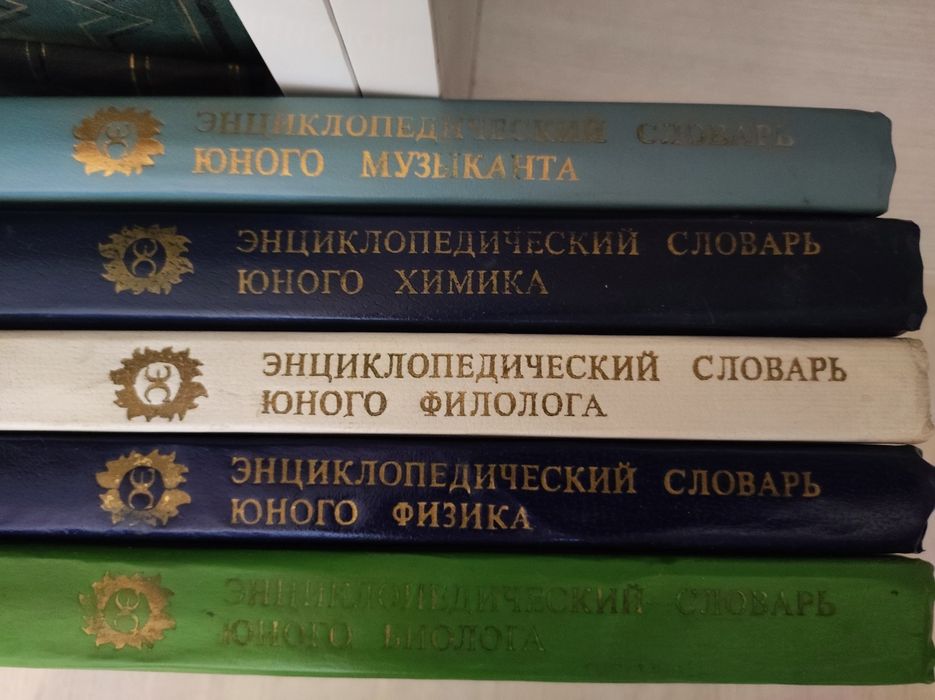 ЭНЦИКЛОПЕДИЧЕСКИЙ СЛОВАРЬ
ЮНОГО МУЗЫКАНТА
ЭНЦИКЛОПЕДИЧЕСКИЙ СЛОВАРЬ
ЮНОГО ХИМИКА
ЭНЦИКЛОПЕДИЧЕСКИЙ СЛОВАРЬ
ЮНОГО ФИЛОЛОГА
ЭНЦИКЛОПЕДИЧЕСКИЙ СЛОВАРЬ
ЮНОГО ФИЗИКА
ЭНЦИКЛОПЕДИЧЕСКИЙ СЛОВАРЬ
ЮНОГО БИОЛОГА